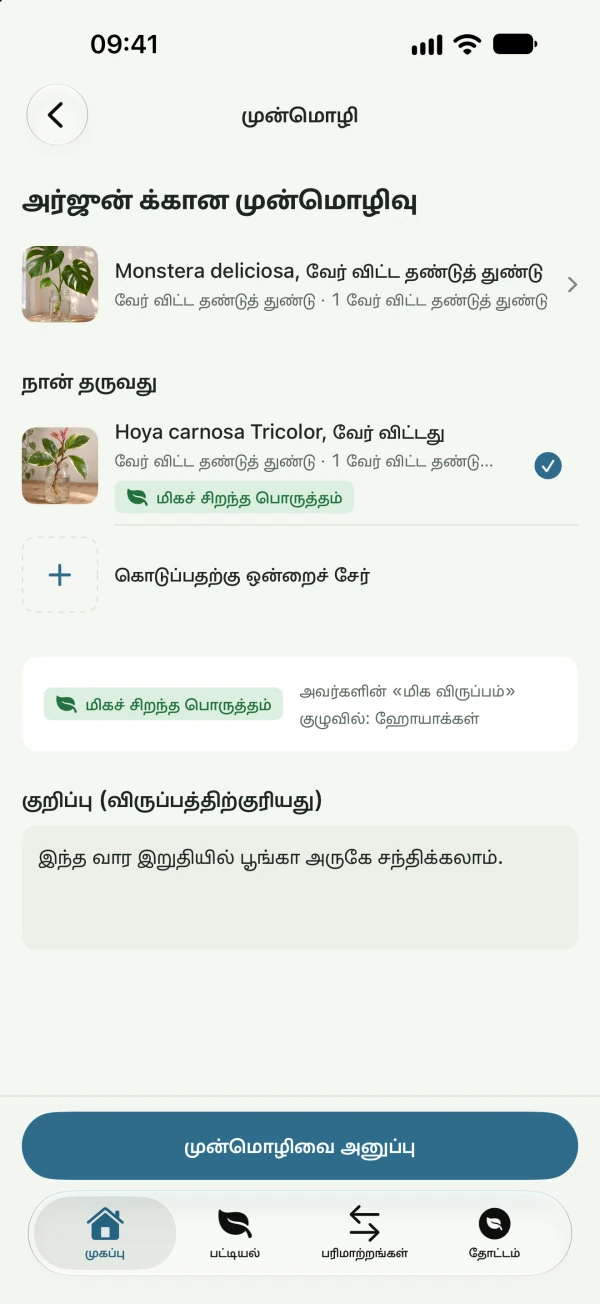 09:41
முன்மொழி
அர்ஜுன் க்கான முன்மொழிவு
Monstera deliciosa, வேர் விட்ட தண்டுத் துண்டு
வேர் விட்ட தண்டுத் துண்டு · 1 வேர் விட்ட தண்டுத் துண்டு
நான் தருவது
Hoya carnosa Tricolor, வேர் விட்டது
வேர் விட்ட தண்டுத் துண்டு · 1 வேர் விட்ட தண்டு...
மிகச் சிறந்த பொருத்தம்
கொடுப்பதற்கு ஒன்றைச் சேர்
மிகச் சிறந்த பொருத்தம்
அவர்களின் «மிக விருப்பம்»
குழுவில்: ஹோயாக்கள்
குறிப்பு (விருப்பத்திற்குரியது)
இந்த வார இறுதியில் பூங்கா அருகே சந்திக்கலாம்.
முன்மொழிவை அனுப்பு
முகப்பு
பட்டியல்
பரிமாற்றங்கள்
தோட்டம்